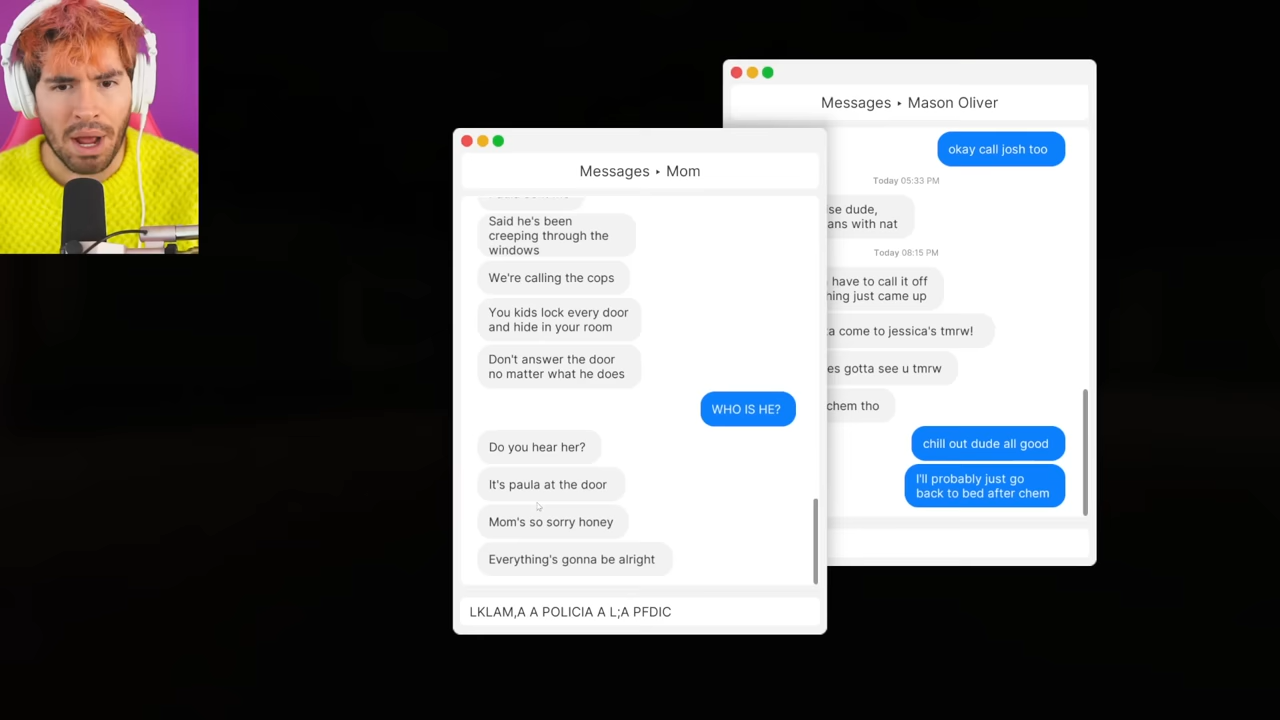 Messages ▸ Mom
Said he's been
creeping through the
windows
We're calling the cops
You kids lock every door
and hide in your room
Don't answer the door
no matter what he does
WHO IS HE?
Do you hear her?
It's paula at the door
Mom's so sorry honey
Everything's gonna be alright
LKLAM,A A POLICIA A L;A PFDIC
Messages ▸ Mason Oliver
okay call josh too
Today 05:33 PM
dude,
with nat
Today 08:15 PM
have to call it off
just came up
come to jessica's tmrw!
gotta see u tmrw
chem tho
chill out dude all good
I'll probably just go
back to bed after chem